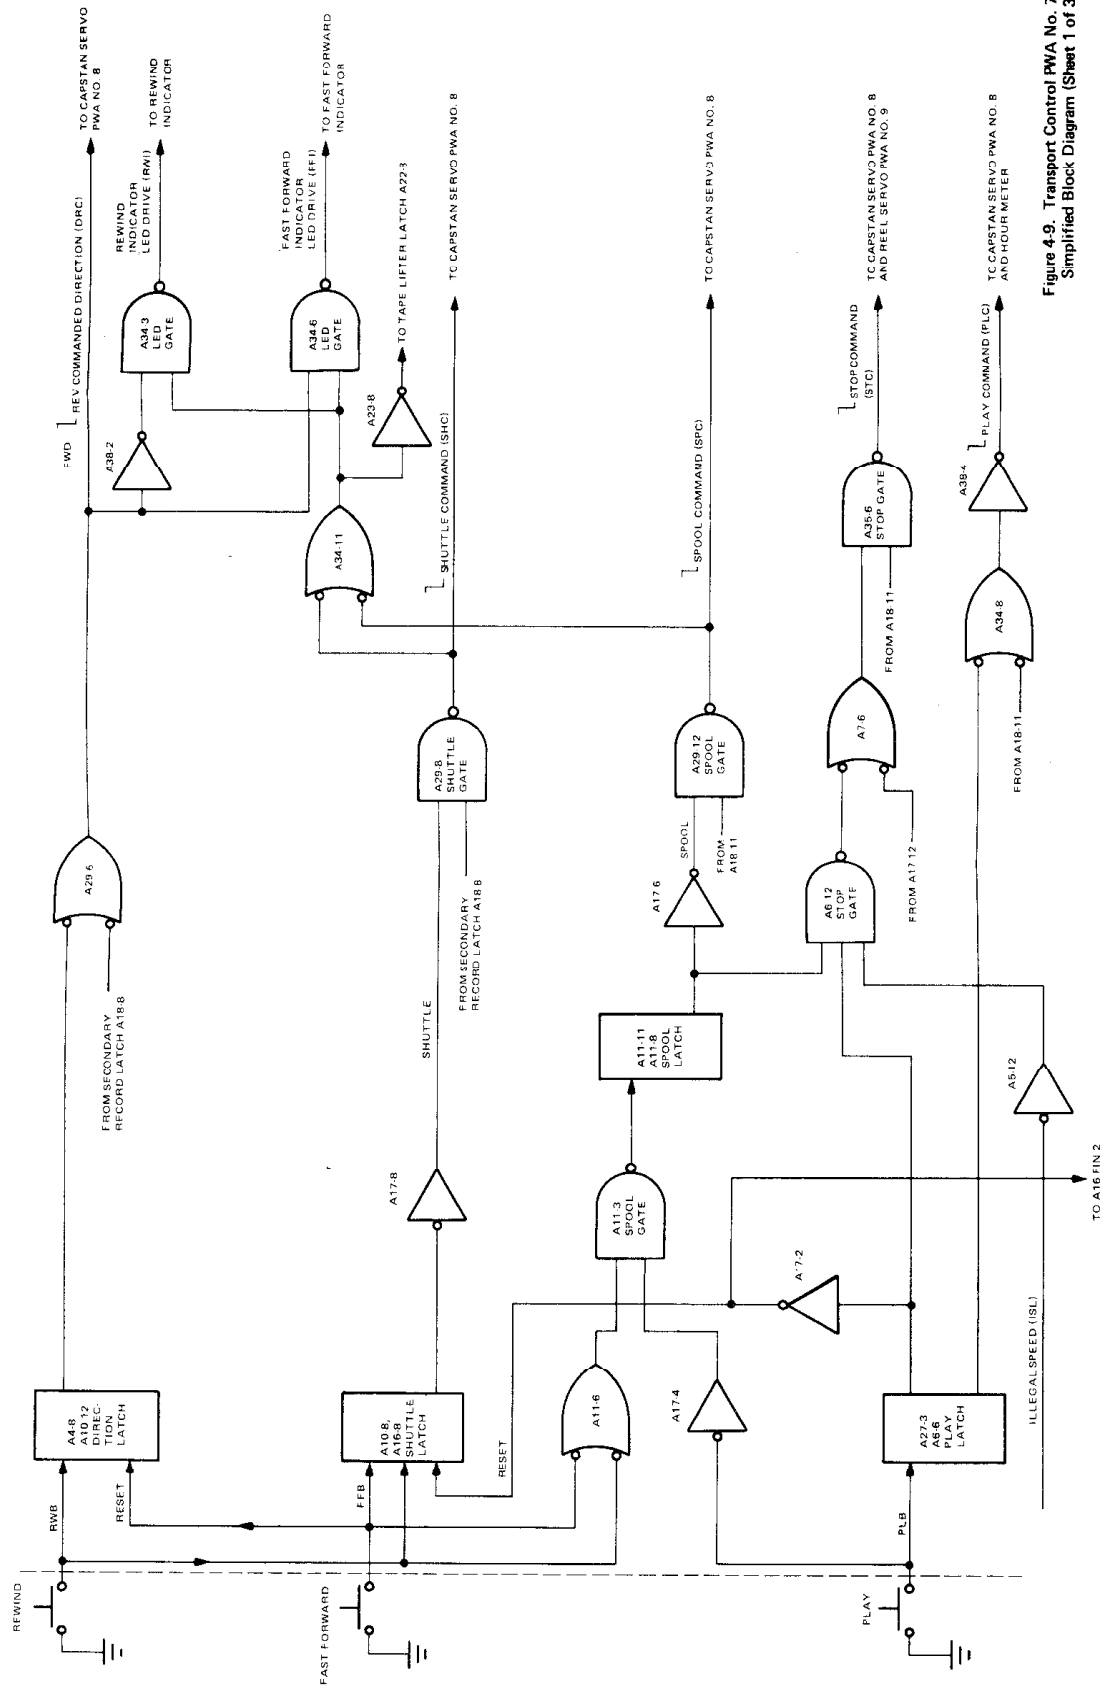 REWIND
RWB
RESET
A4-8
A10-12
DIREC-
TION
LATCH
FROM SECONDARY
RECORD LATCH A18-8
A29-6
FWD
REV COMMANDED DIRECTION (DRC)
TO CAPSTAN SERVO
PWA NO. 8
A38-2
A34-3
LED
GATE
REWIND
INDICATOR
LED DRIVE (RWI)
TO REWIND
INDICATOR
A34-6
LED
GATE
FAST FORWARD
INDICATOR
LED DRIVE (FFI)
TO FAST FORWARD
INDICATOR
A34-11
A23-8
TO TAPE LIFTER LATCH A22-3
FAST FORWARD
FFB
A10-8,
A16-8
SHUTTLE
LATCH
RESET
A17-8
SHUTTLE
FROM SECONDARY
RECORD LATCH A18-8
A29-8
SHUTTLE
GATE
SHUTTLE COMMAND (SHC)
TO CAPSTAN SERVO PWA NO. 8
A11-6
A17-4
A11-3
SPOOL
GATE
A11-11
A11-8
SPOOL
LATCH
A17-6
SPOOL
FROM
A18-11
A29-12
SPOOL
GATE
SPOOL COMMAND (SPC)
TO CAPSTAN SERVO PWA NO. 8
A17-2
A6-12
STOP
GATE
FROM A17-12
A7-6
FROM A18-11
A35-6
STOP GATE
STOP COMMAND
(STC)
TO CAPSTAN SERVO PWA NO. 8
AND REEL SERVO PWA NO. 9
PLAY
PLB
A27-3
A6-6
PLAY
LATCH
FROM A18-11
A34-8
A38-4
PLAY COMMAND (PLC)
TO CAPSTAN SERVO PWA NO. 8
AND HOUR METER
ILLEGAL SPEED (ISL)
A5-12
TO A16 PIN 2
Figure 4-9. Transport Control PWA No. 7
Simplified Block Diagram (Sheet 1 of 3